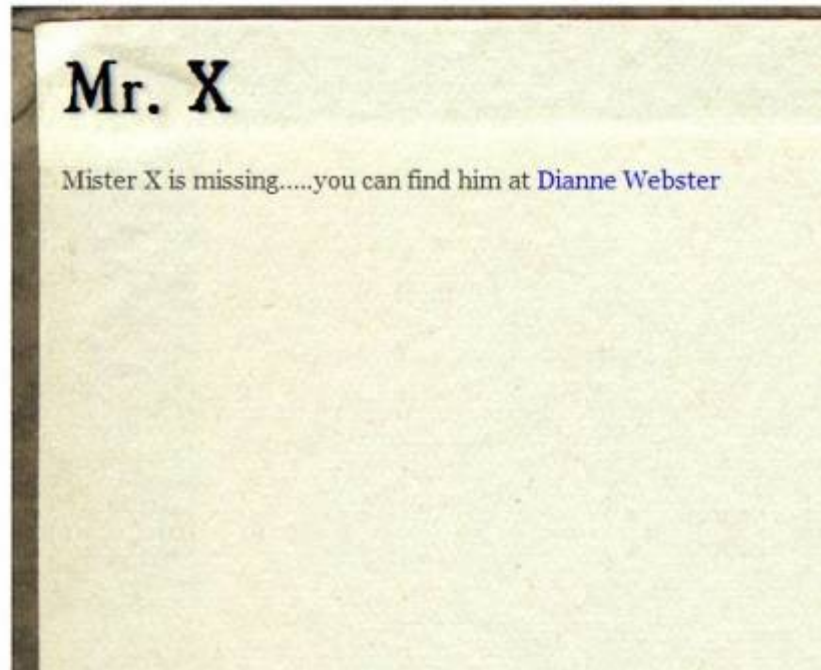 Mr. X
Mister X is missing.....you can find him at Dianne Webster